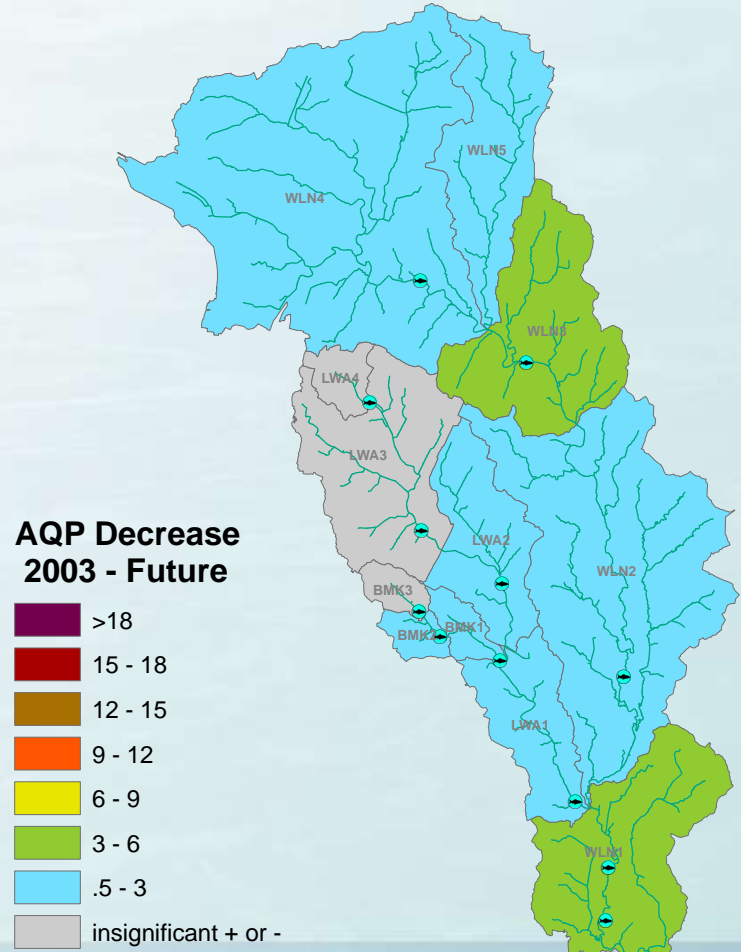 WLN5
WLN4
WLN3
LWA4
LWA3
LWA2
WLN2
BMK3
BMK1
BMK2
LWA1
WLN1
AQP Decrease
2003 - Future
>18
15 - 18
12 - 15
9 - 12
6 - 9
3 - 6
.5 - 3
insignificant + or -